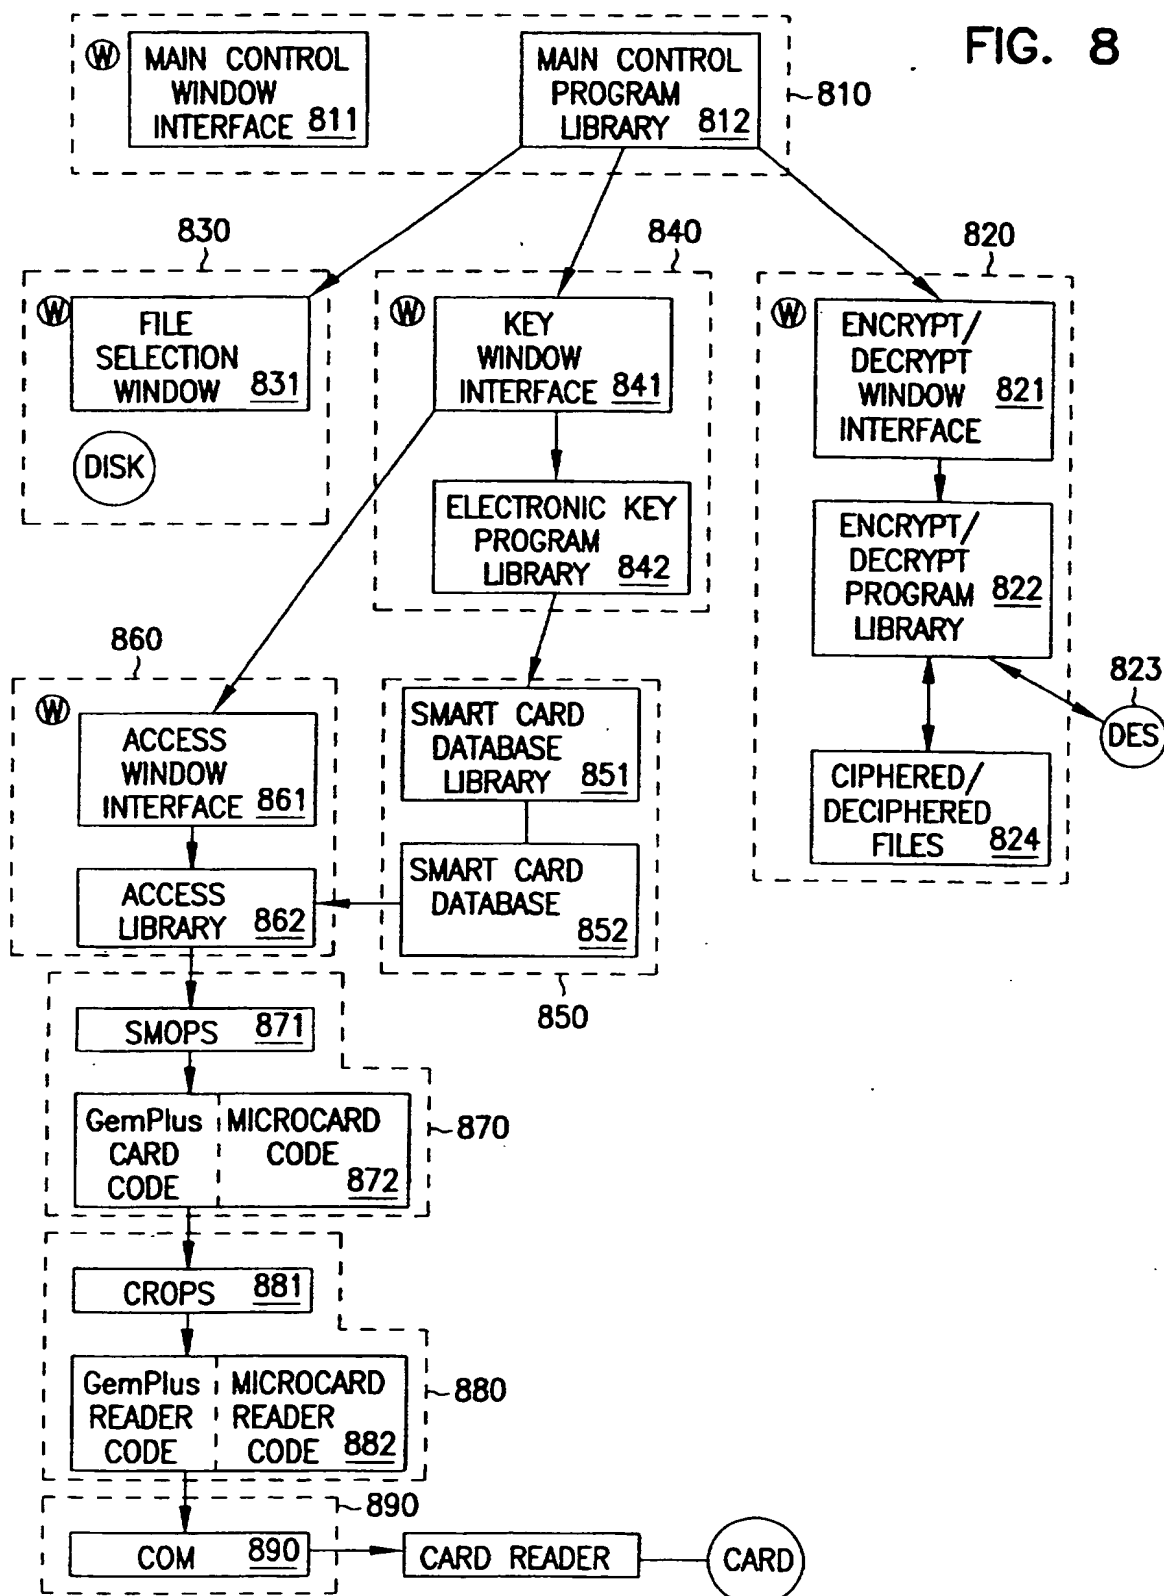 FIG. 8
W
MAIN CONTROL
WINDOW
INTERFACE 811
MAIN CONTROL
PROGRAM
LIBRARY 812
810
830
W
FILE
SELECTION
WINDOW 831
DISK
840
W
KEY
WINDOW
INTERFACE 841
ELECTRONIC KEY
PROGRAM
LIBRARY 842
820
W
ENCRYPT/
DECRYPT
WINDOW 821
INTERFACE
ENCRYPT/
DECRYPT
PROGRAM 822
LIBRARY
823
DES
CIPHERED/
DECIPHERED
FILES 824
860
W
ACCESS
WINDOW
INTERFACE 861
ACCESS
LIBRARY 862
SMART CARD
DATABASE
LIBRARY 851
SMART CARD
DATABASE
852
850
SMOPS 871
GemPlus
CARD
CODE
MICROCARD
CODE
872
870
CROPS 881
GemPlus
READER
CODE
MICROCARD
READER
CODE 882
880
890
COM 890
CARD READER
CARD